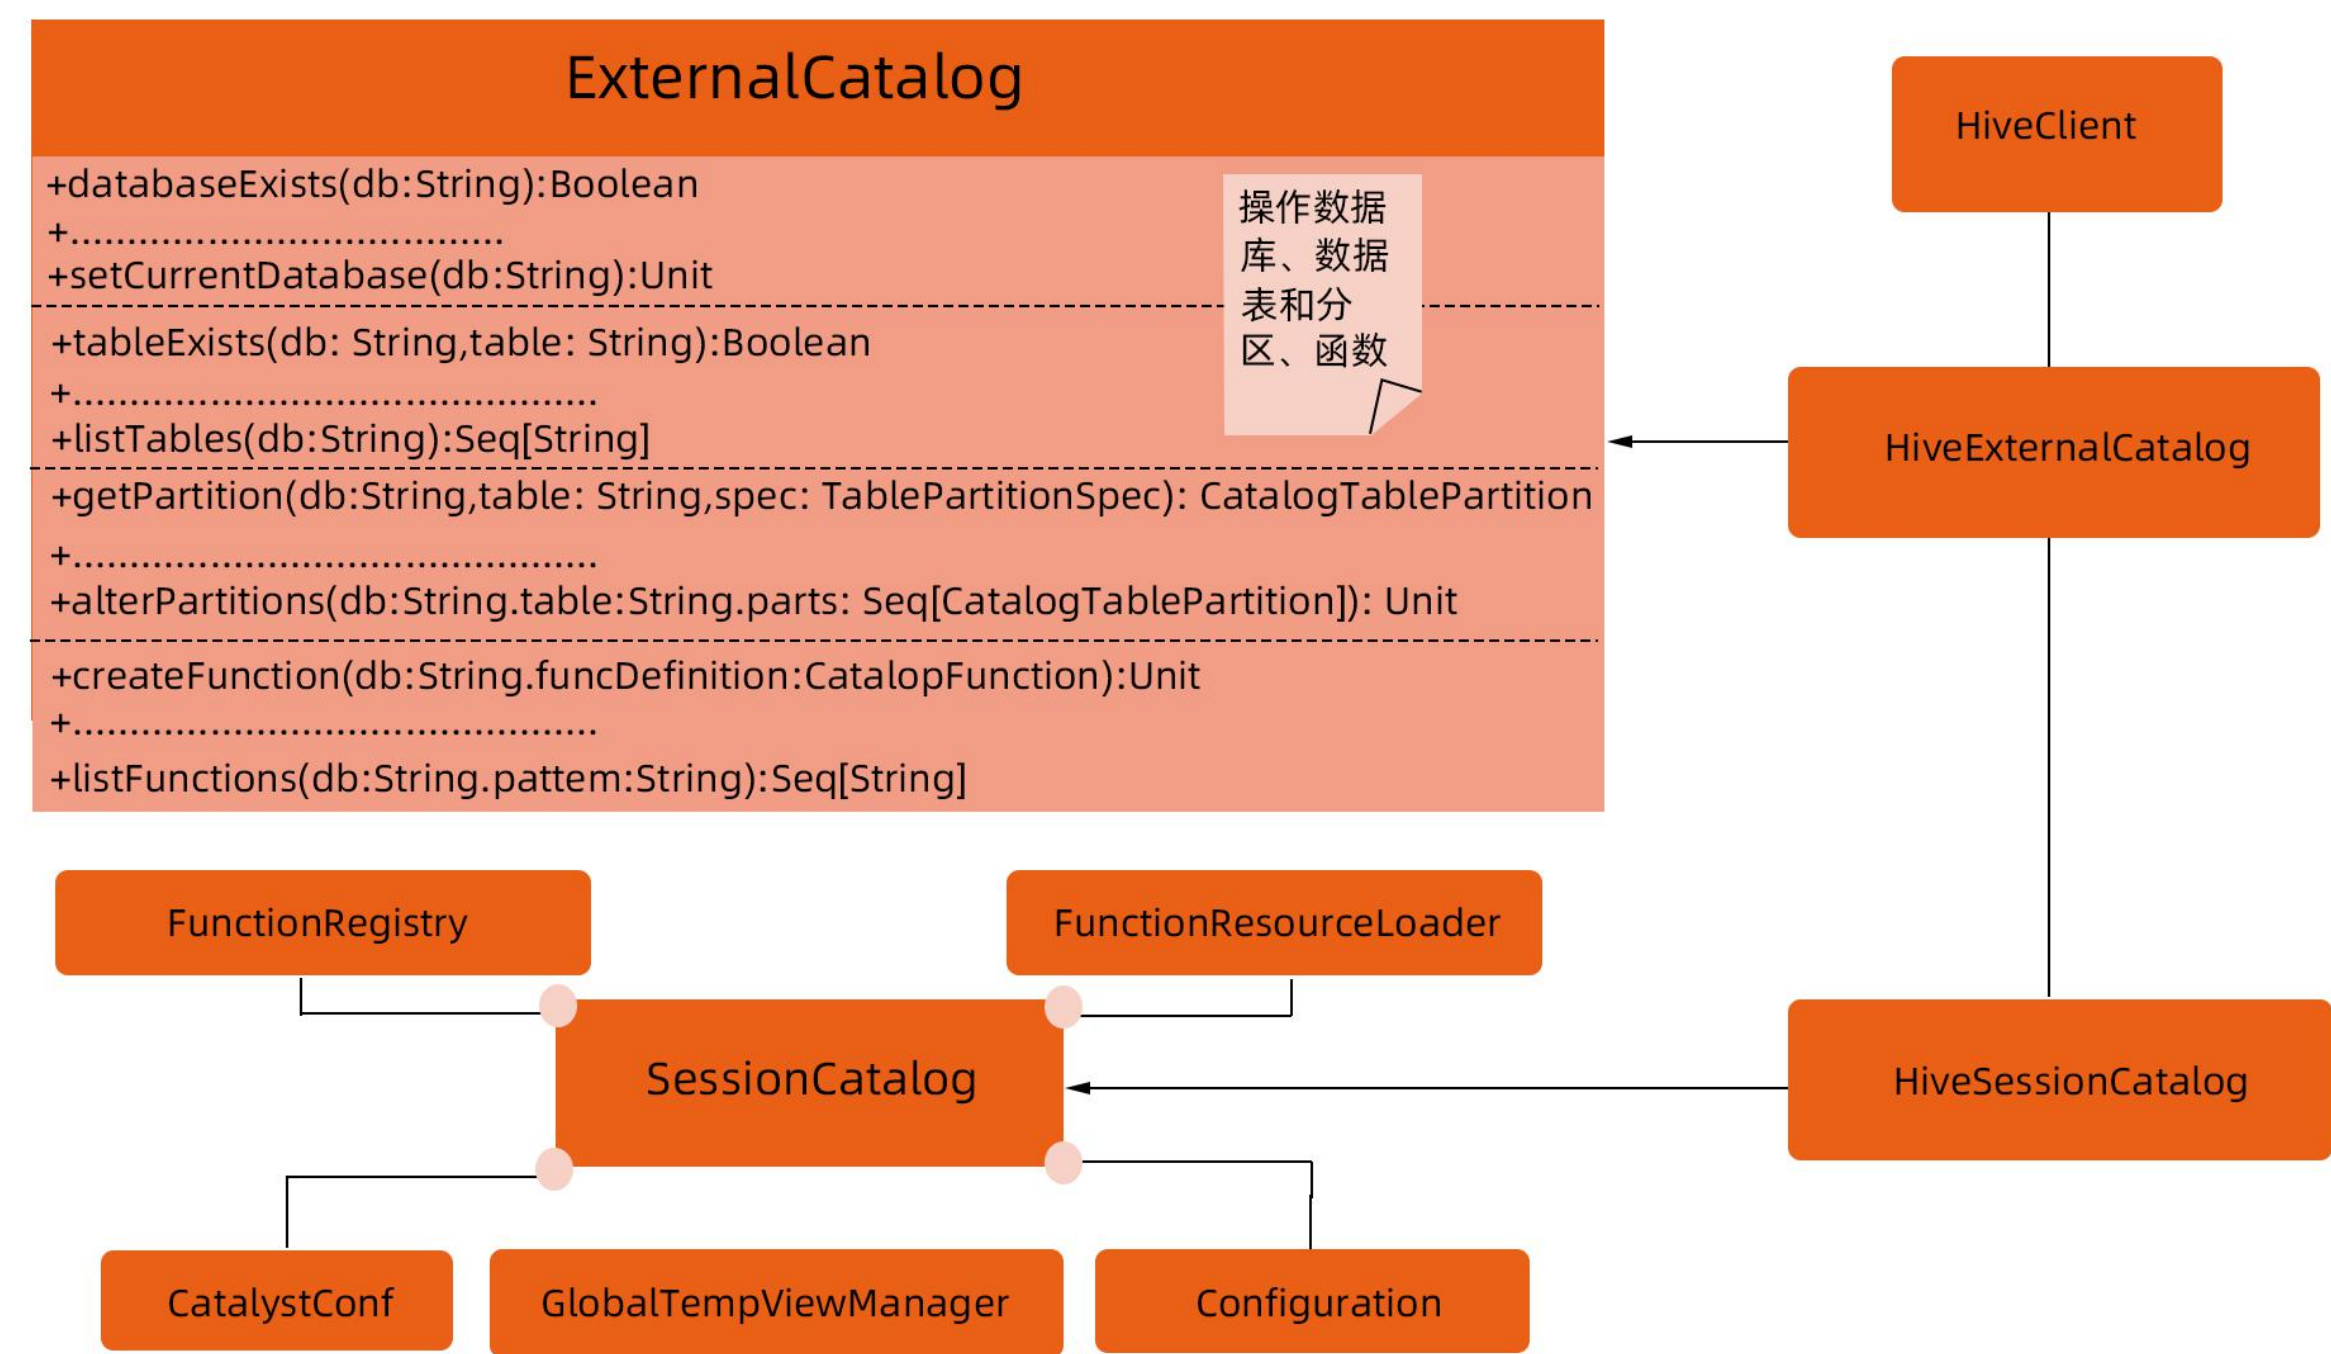 ExternalCatalog
+databaseExists(db:String):Boolean
+......................................
+setCurrentDatabase(db:String):Unit
+tableExists(db: String,table: String):Boolean
+..............................................
+listTables(db:String):Seq[String]
+getPartition(db:String,table: String,spec: TablePartitionSpec): CatalogTablePartition
+..............................................
+alterPartitions(db:String.table:String.parts: Seq[CatalogTablePartition]): Unit
+createFunction(db:String.funcDefinition:CatalopFunction):Unit
+..............................................
+listFunctions(db:String.pattem:String):Seq[String]
操作数据
库、数据
表和分
区、函数
HiveClient
HiveExternalCatalog
FunctionRegistry
FunctionResourceLoader
SessionCatalog
HiveSessionCatalog
CatalystConf
GlobalTempViewManager
Configuration